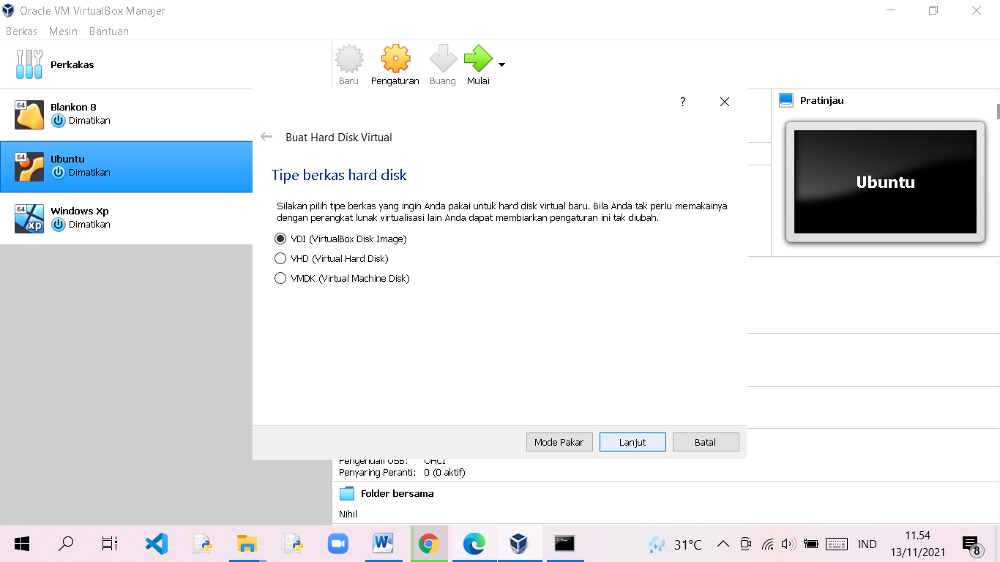 Oracle VM VirtualBox Manajer
Berkas Mesin Bantuan
Perkakas
Baru Pengaturan Buang Mulai
64
Blankon 8
Dimatikan
64
Ubuntu
Dimatikan
64
xp
Windows Xp
Dimatikan
?
Buat Hard Disk Virtual
Tipe berkas hard disk
Silakan pilih tipe berkas yang ingin Anda pakai untuk hard disk virtual baru. Bila Anda tak perlu memakainya
dengan perangkat lunak virtualisasi lain Anda dapat membiarkan pengaturan ini tak diubah.
VDI (VirtualBox Disk Image)
VHD (Virtual Hard Disk)
VMDK (Virtual Machine Disk)
Mode Pakar Lanjut Batal
Pratinjau
Ubuntu
Pengendali USB: OHCI
Penyaring Peranti: 0 (0 aktif)
Folder bersama
Nihil
31°C
IND
11.54
13/11/2021
8